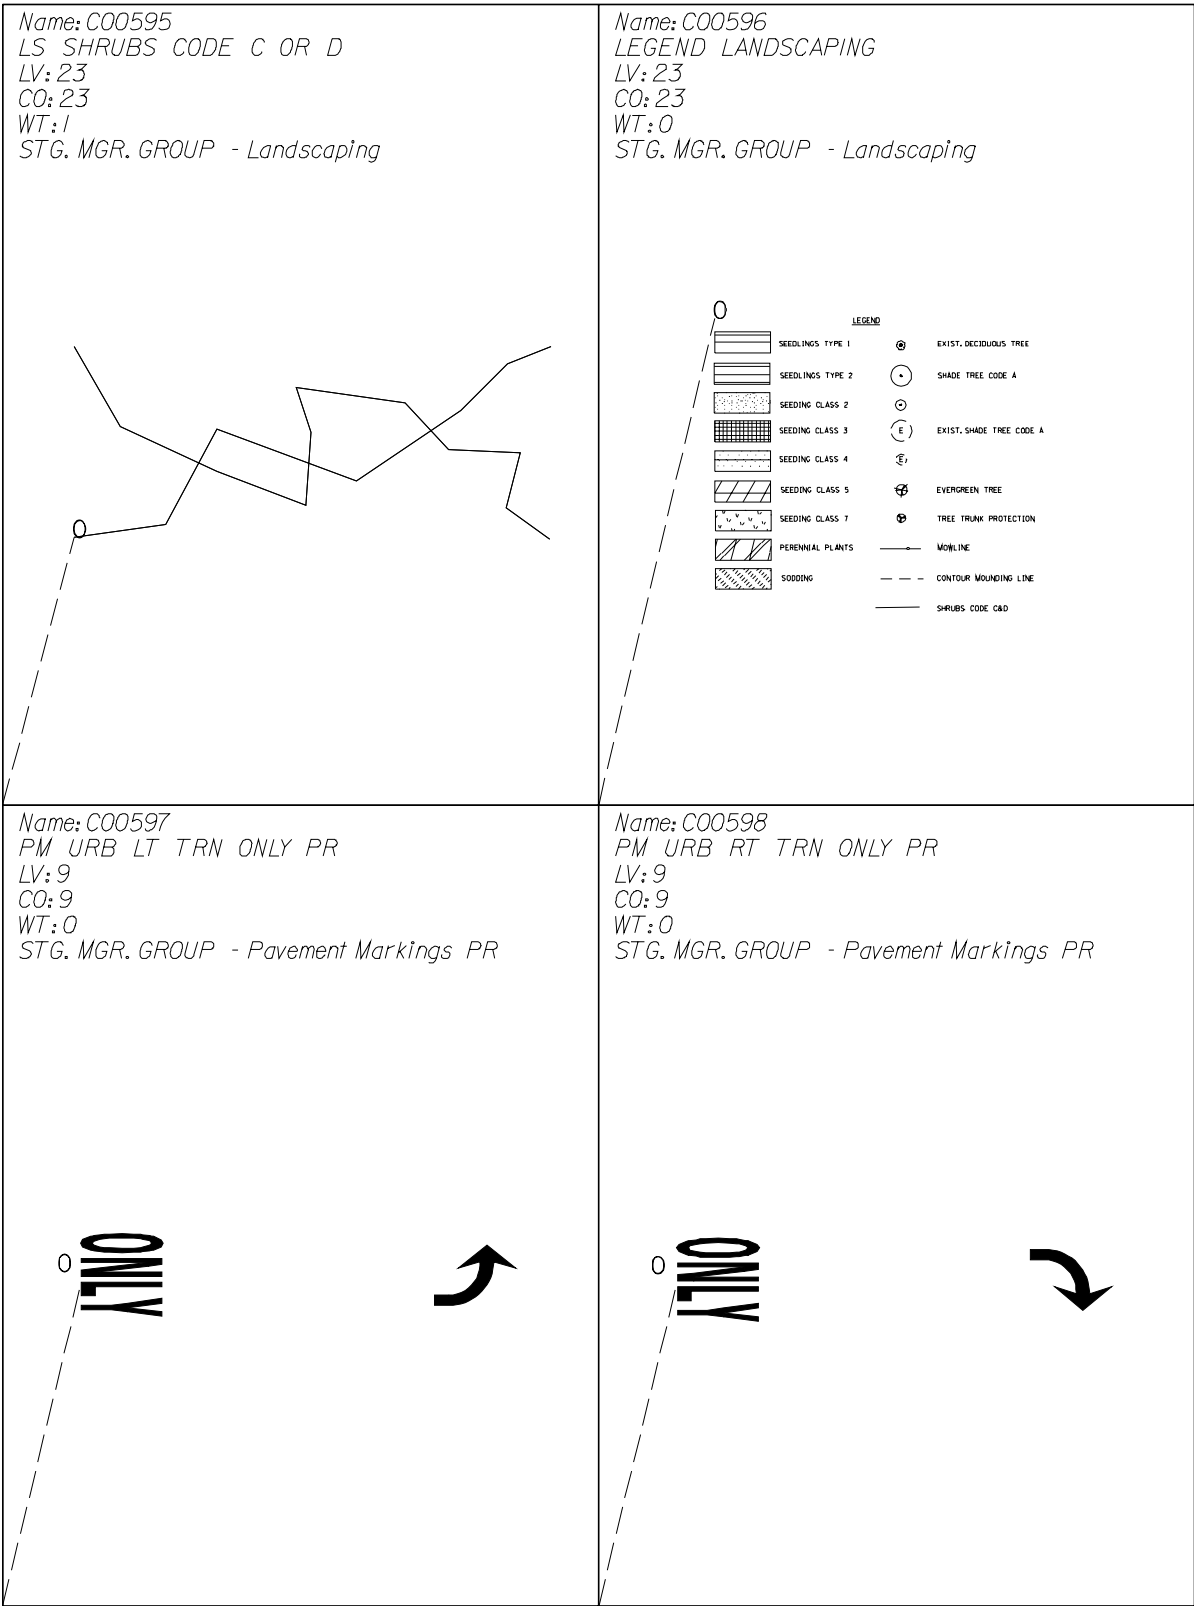 Name: C00595
LS SHRUBS CODE C OR D
LV: 23
CO: 23
WT: 1
STG. MGR. GROUP - Landscaping
O
Name: C00596
LEGEND LANDSCAPING
LV: 23
CO: 23
WT: 0
STG. MGR. GROUP - Landscaping
O
LEGEND
SEEDLINGS TYPE 1
EXIST. DECIDUOUS TREE
SEEDLINGS TYPE 2
SHADE TREE CODE A
SEEDING CLASS 2
SEEDING CLASS 3
E
EXIST. SHADE TREE CODE A
SEEDING CLASS 4
E
SEEDING CLASS 5
EVERGREEN TREE
SEEDING CLASS 7
TREE TRUNK PROTECTION
PERENNIAL PLANTS
MOWLINE
SODDING
CONTOUR MOUNDING LINE
SHRUBS CODE C&D
Name: C00597
PM URB LT TRN ONLY PR
LV: 9
CO: 9
WT: 0
STG. MGR. GROUP - Pavement Markings PR
O
ONLY
Name: C00598
PM URB RT TRN ONLY PR
LV: 9
CO: 9
WT: 0
STG. MGR. GROUP - Pavement Markings PR
O
ONLY